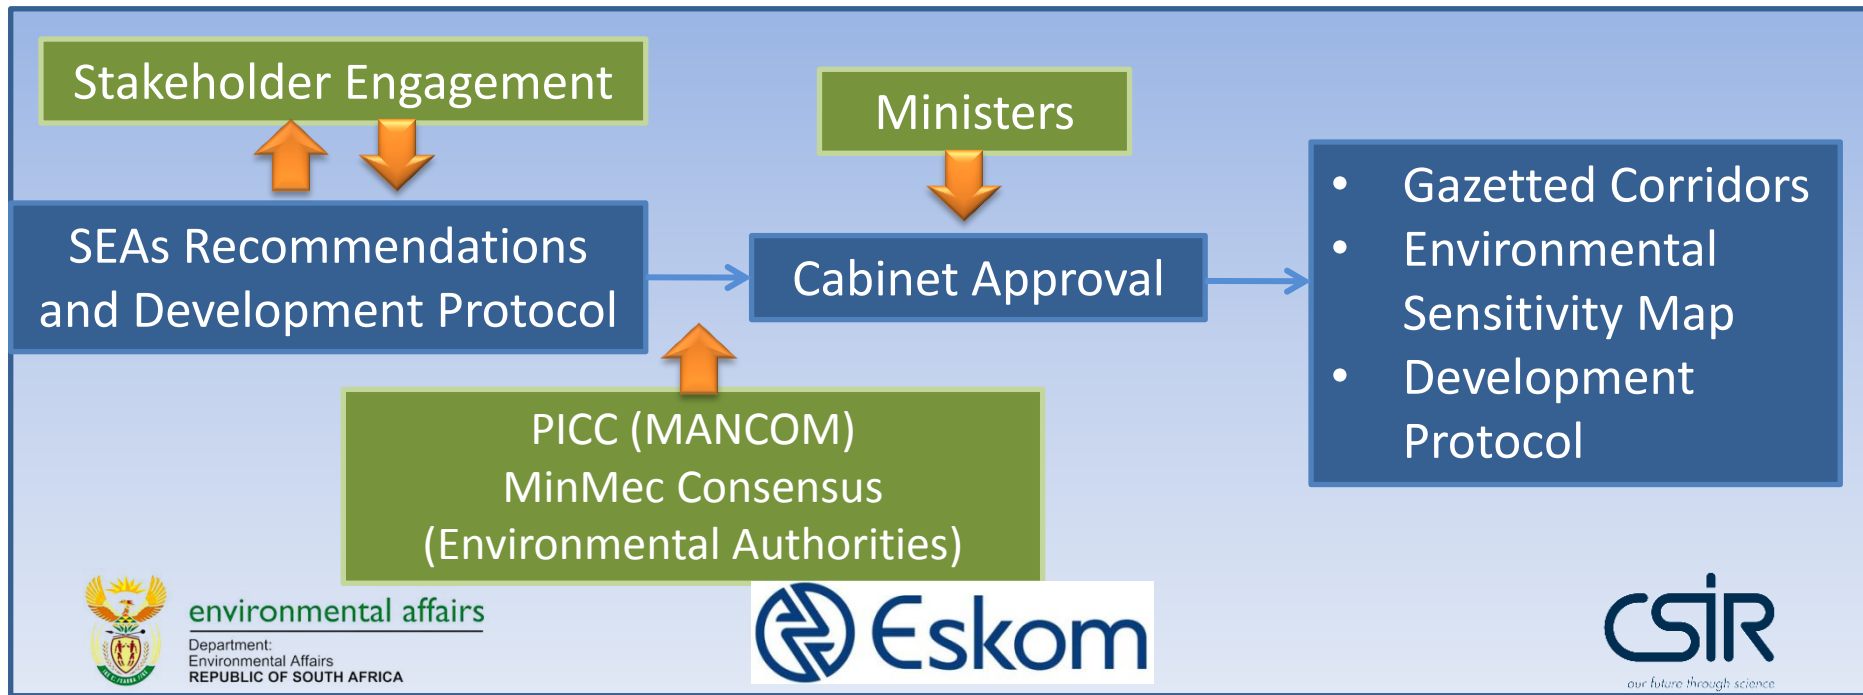 Stakeholder Engagement
Ministers
SEAs Recommendations
and Development Protocol
Cabinet Approval
• Gazetted Corridors
• Environmental
Sensitivity Map
• Development
Protocol
PICC (MANCOM)
MinMec Consensus
(Environmental Authorities)
environmental affairs
Department:
Environmental Affairs
REPUBLIC OF SOUTH AFRICA
Eskom
CSIR
our future through science